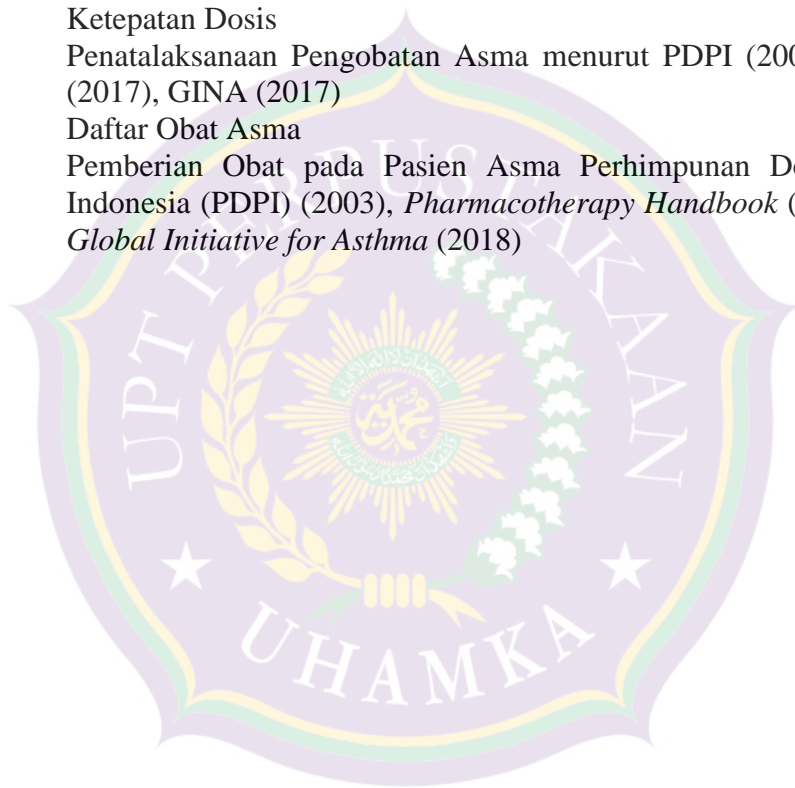 Ketepatan Dosis
Penatalaksanaan Pengobatan Asma menurut PDPI (200
(2017), GINA (2017)
Daftar Obat Asma
Pemberian Obat pada Pasien Asma Perhimpunan D
Indonesia (PDPI) (2003), Pharmacotherapy Handbook (
Global Initiative for Asthma (2018)
UPT PERPUSTAKAAN
UHAMKA